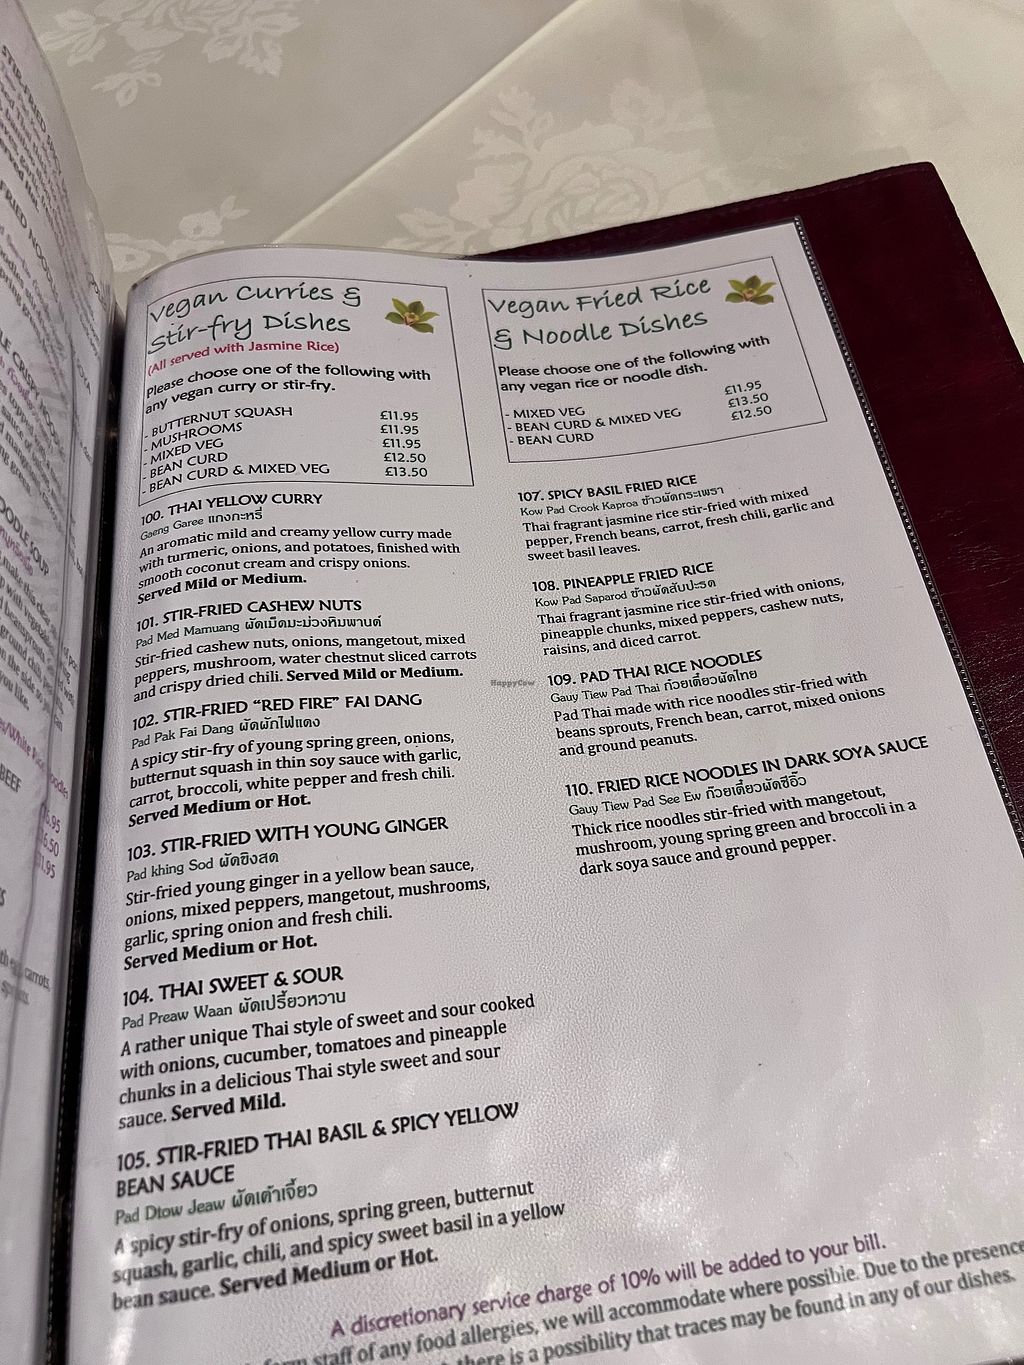 Vegan Curries &
Stir-fry Dishes
(All served with Jasmine Rice)
Please choose one of the following with
any vegan curry or stir-fry.
- BUTTERNUT SQUASH £11.95
- MUSHROOMS £11.95
- MIXED VEG £11.95
- BEAN CURD £12.50
- BEAN CURD & MIXED VEG £13.50
100. THAI YELLOW CURRY
Gaeng Garee แกงกะหรี่
An aromatic mild and creamy yellow curry made
with turmeric, onions, and potatoes, finished with
smooth coconut cream and crispy onions.
Served Mild or Medium.
101. STIR-FRIED CASHEW NUTS
Pad Med Mamuang ผัดเม็ดมะม่วงหิมพานต์
Stir-fried cashew nuts, onions, mangetout, mixed
peppers, mushroom, water chestnut sliced carrots
and crispy dried chili. Served Mild or Medium.
102. STIR-FRIED “RED FIRE” FAI DANG
Pad Pak Fai Dang ผัดผักไฟแดง
A spicy stir-fry of young spring green, onions,
butternut squash in thin soy sauce with garlic,
carrot, broccoli, white pepper and fresh chili.
Served Medium or Hot.
103. STIR-FRIED WITH YOUNG GINGER
Pad khing Sod ผัดขิงสด
Stir-fried young ginger in a yellow bean sauce,
onions, mixed peppers, mangetout, mushrooms,
garlic, spring onion and fresh chili.
Served Medium or Hot.
104. THAI SWEET & SOUR
Pad Preaw Waan ผัดเปรี้ยวหวาน
A rather unique Thai style of sweet and sour cooked
with onions, cucumber, tomatoes and pineapple
chunks in a delicious Thai style sweet and sour
sauce. Served Mild.
105. STIR-FRIED THAI BASIL & SPICY YELLOW
BEAN SAUCE
Pad Dtow Jeaw ผัดเต้าเจี้ยว
A spicy stir-fry of onions, spring green, butternut
squash, garlic, chili, and spicy sweet basil in a yellow
bean sauce. Served Medium or Hot.
Vegan Fried Rice
& Noodle Dishes
Please choose one of the following with
any vegan rice or noodle dish.
- MIXED VEG £11.95
- BEAN CURD & MIXED VEG £13.50
- BEAN CURD £12.50
107. SPICY BASIL FRIED RICE
Kow Pad Crook Kaproa ข้าวผัดกระเพรา
Thai fragrant jasmine rice stir-fried with mixed
pepper, French beans, carrot, fresh chili, garlic and
sweet basil leaves.
108. PINEAPPLE FRIED RICE
Kow Pad Saparod ข้าวผัดสับปะรด
Thai fragrant jasmine rice stir-fried with onions,
pineapple chunks, mixed peppers, cashew nuts,
raisins, and diced carrot.
109. PAD THAI RICE NOODLES
Gauy Tiew Pad Thai ก๋วยเตี๋ยวผัดไทย
Pad Thai made with rice noodles stir-fried with
beans sprouts, French bean, carrot, mixed onions
and ground peanuts.
110. FRIED RICE NOODLES IN DARK SOYA SAUCE
Gauy Tiew Pad See Ew ก๊วยเตี๋ยวผัดซีอิ๊ว
Thick rice noodles stir-fried with mangetout,
mushroom, young spring green and broccoli in a
dark soya sauce and ground pepper.
HappyCow
A discretionary service charge of 10% will be added to your bill.
staff of any food allergies, we will accommodate where possible. Due to the presence
there is a possibility that traces may be found in any of our dishes.